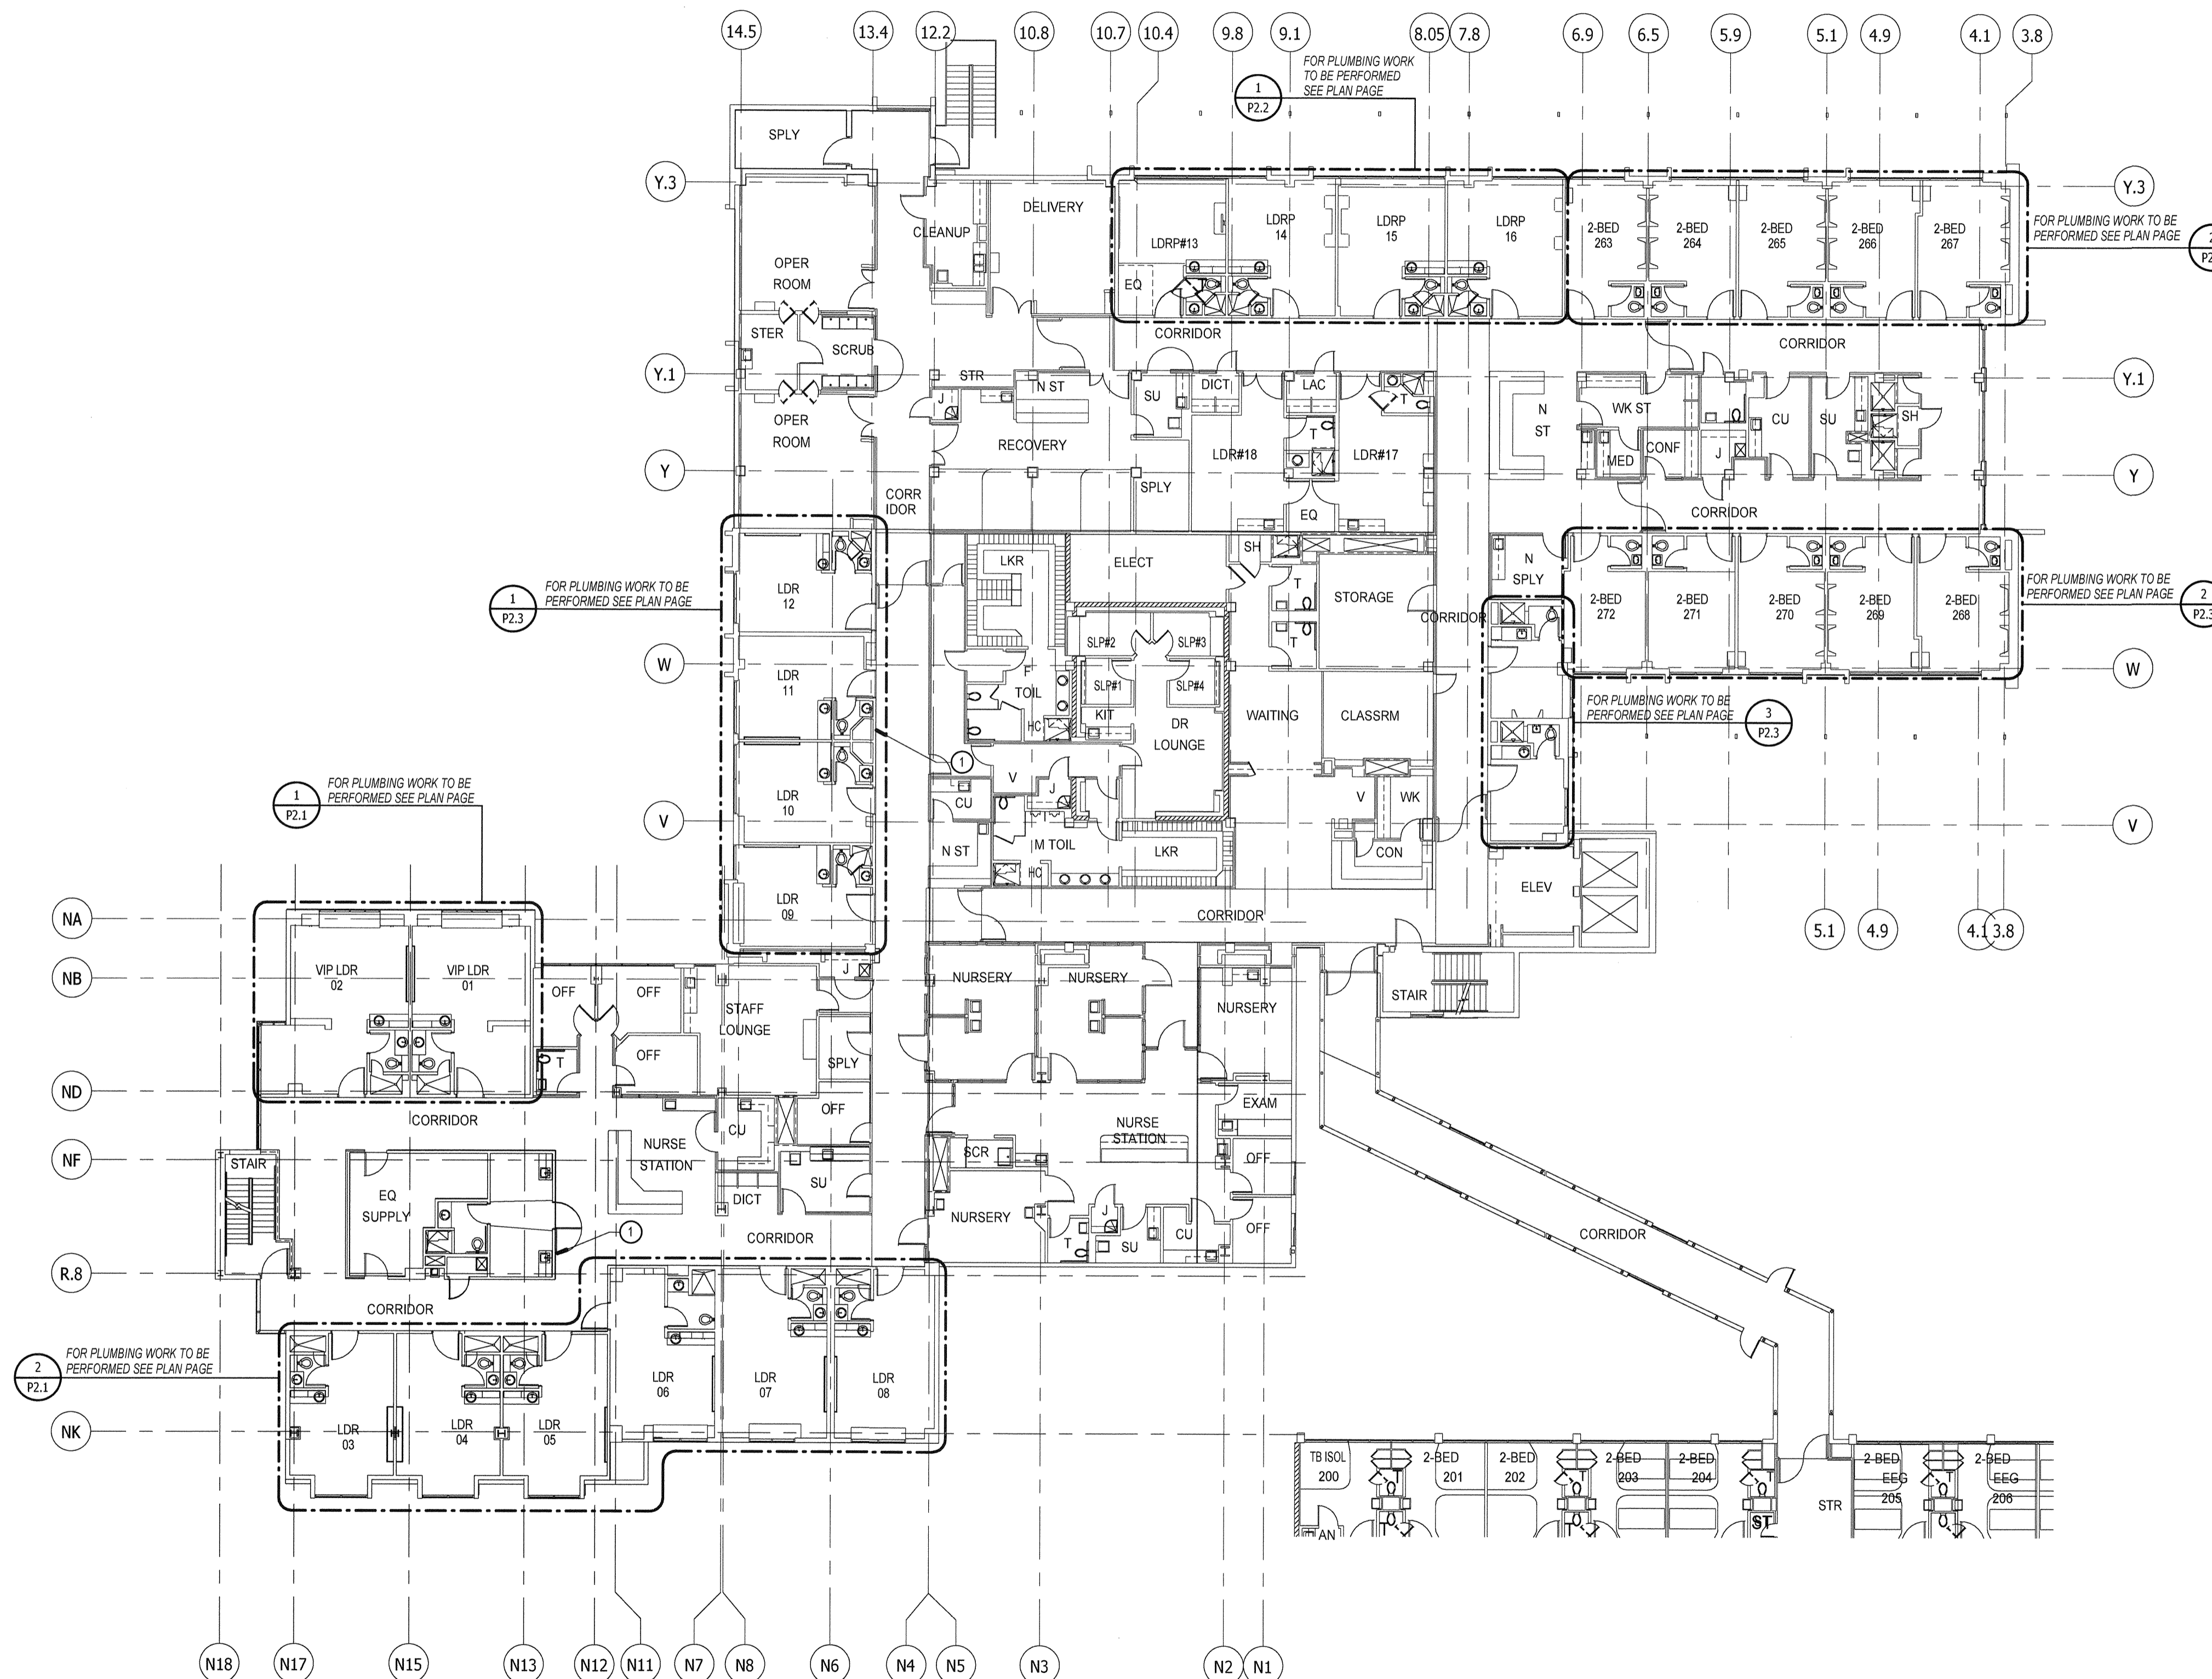 14.5
13.4
12.2
10.8
10.7
10.4
9.8
9.1
8.05
7.8
6.9
6.5
5.9
5.1
4.9
4.1
3.8
FOR PLUMBING WORK
TO BE PERFORMED
SEE PLAN PAGE
1
P2.2
SPLY
Y.3
Y.3
OPER
ROOM
CLEANUP
DELIVERY
LDRP#13
EQ
T
LDRP
14
LDRP
15
LDRP
16
2-BED
263
2-BED
264
2-BED
265
2-BED
266
2-BED
267
FOR PLUMBING WORK TO BE
PERFORMED SEE PLAN PAGE
STER
SCRUB
CORRIDOR
CORRIDOR
Y.1
Y.1
OPER
ROOM
STR
J
N ST
RECOVERY
SU
DICT
LAC
T
T
LDR#18
LDR#17
N
ST
WK ST
MED
CONF
J
CU
SU
SH
Y
Y
CORR
IDOR
SPLY
EQ
CORRIDOR
LKR
ELECT
SH
T
STORAGE
N
SPLY
2-BED
272
2-BED
271
2-BED
270
2-BED
269
2-BED
268
FOR PLUMBING WORK TO BE
PERFORMED SEE PLAN PAGE
2
P2.3
1
P2.3
FOR PLUMBING WORK TO BE
PERFORMED SEE PLAN PAGE
LDR
12
CORRIDOR
SLP#2
SLP#3
T
W
W
LDR
11
F
TOIL
SLP#1
SLP#4
HC
KIT
DR
LOUNGE
WAITING
CLASSRM
FOR PLUMBING WORK TO BE
PERFORMED SEE PLAN PAGE
3
P2.3
1
LDR
10
V
J
CU
V
WK
V
V
1
P2.1
FOR PLUMBING WORK TO BE
PERFORMED SEE PLAN PAGE
N ST
M TOIL
LKR
CON
HC
ELEV
LDR
09
CORRIDOR
NA
5.1
4.9
4.1
3.8
NB
VIP LDR
02
VIP LDR
01
OFF
OFF
STAFF
LOUNGE
J
NURSERY
NURSERY
NURSERY
STAIR
T
OFF
SPLY
ND
CORRIDOR
OFF
CU
EXAM
NURSE
STATION
NURSE
STATION
NF
STAIR
SCR
OFF
EQ
SUPPLY
DICT
SU
NURSERY
J
T
SU
CU
OFF
CORRIDOR
1
CORRIDOR
R.8
CORRIDOR
2
P2.1
FOR PLUMBING WORK TO BE
PERFORMED SEE PLAN PAGE
LDR
06
LDR
07
LDR
08
NK
LDR
03
LDR
04
LDR
05
TB ISOL
200
T
2-BED
201
2-BED
202
T
2-BED
203
2-BED
204
T
2-BED
EEG
205
T
2-BED
EEG
206
AN
T
T
ST
STR
T
N18
N17
N15
N13
N12
N11
N7
N8
N6
N4
N5
N3
N2
N1